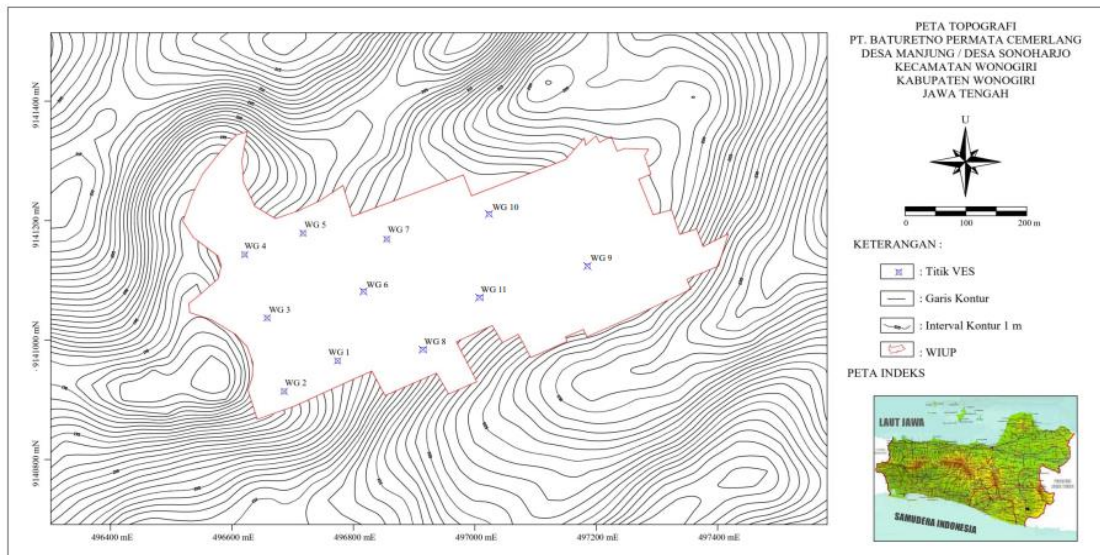 PETA TOPOGRAFI
PT. BATURETNO PERMATA CEMERLANG
DESA MANJUNG / DESA SONOHARJO
KECAMATAN WONOGIRI
KABUPATEN WONOGIRI
JAWA TENGAH
U
0 100 200 m
KETERANGAN :
: Titik VES
: Garis Kontur
: Interval Kontur 1 m
: WIUP
PETA INDEKS
LAUT JAWA
SAMUDERA INDONESIA
9141400 mN
9141200 mN
9141000 mN
9140800 mN
WG 10
WG 5
WG 7
WG 4
WG 9
WG 6
WG 11
WG 3
WG 8
WG 1
WG 2
496400 mE
496600 mE
496800 mE
497000 mE
497200 mE
497400 mE